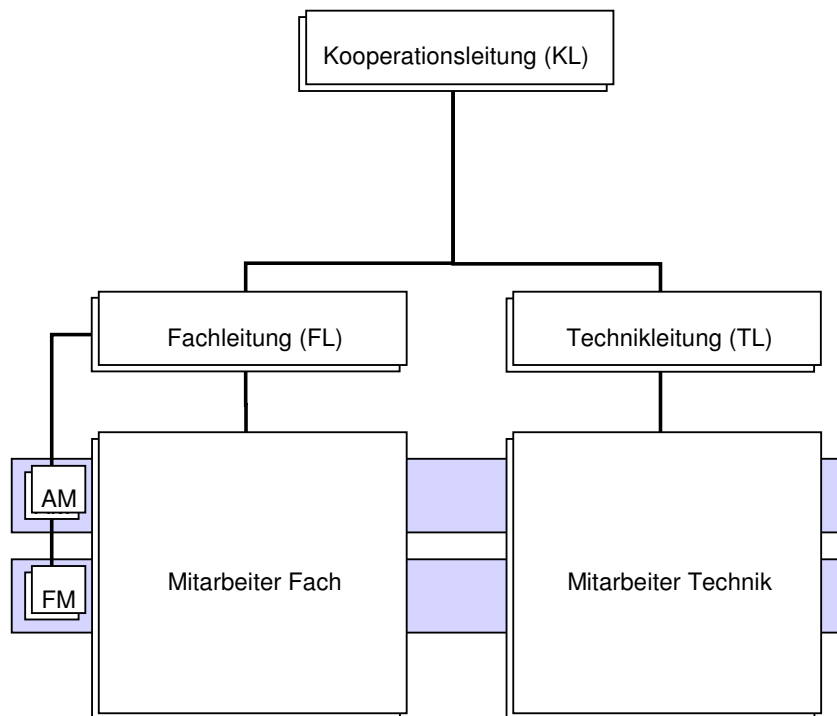 Kooperationsleitung (KL)
Fachleitung (FL)
Technikleitung (TL)
AM
Mitarbeiter Fach
Mitarbeiter Technik
FM